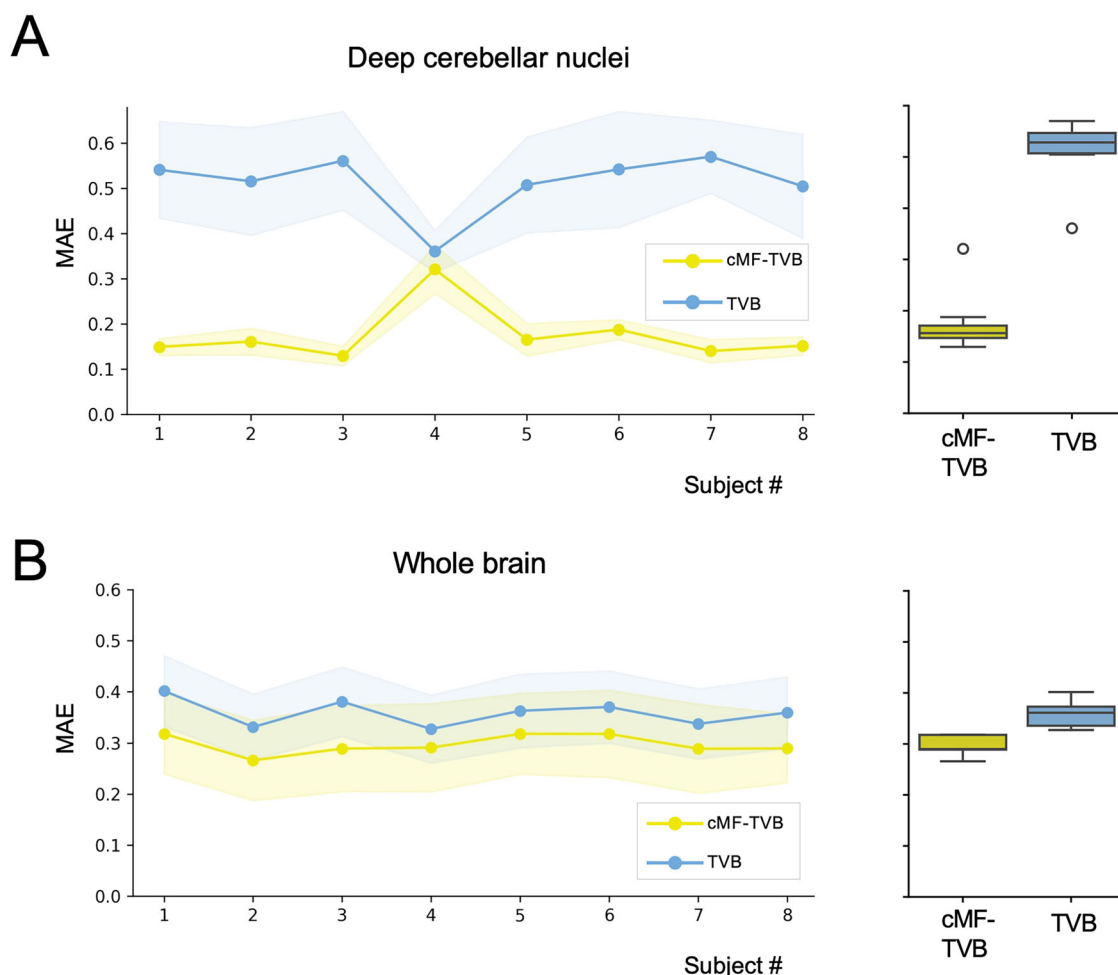 A
Deep cerebellar nuclei
MAE
0.6
0.5
0.4
0.3
0.2
0.1
0.0
cMF-TVB
TVB
1 2 3 4 5 6 7 8
Subject #
cMF-
TVB
TVB
B
Whole brain
MAE
0.6
0.5
0.4
0.3
0.2
0.1
0.0
cMF-TVB
TVB
1 2 3 4 5 6 7 8
Subject #
cMF-
TVB
TVB